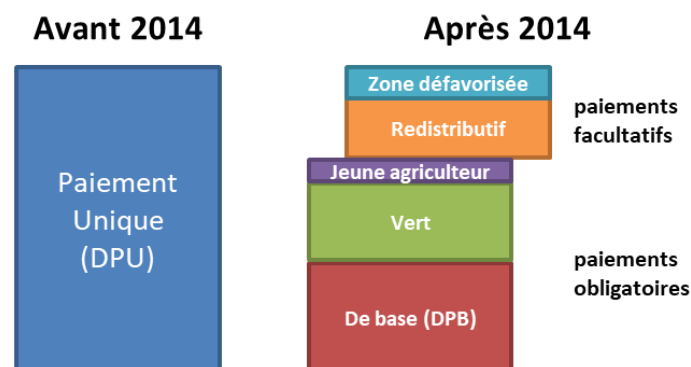 Avant 2014
Après 2014
Paiement
Unique
(DPU)
Zone défavorisée
Redistributif
Jeune agriculteur
Vert
De base (DPB)
paiements
facultatifs
paiements
obligatoires